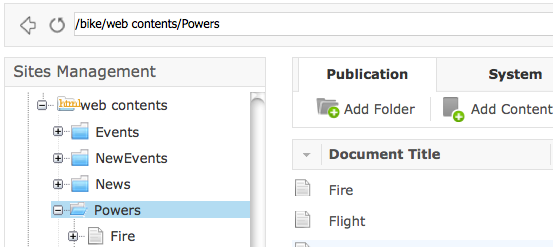 /bike/web contents/Powers
Sites Management
html web contents
Events
NewEvents
News
Powers
Fire
Publication
System
Add Folder
Add Content
Document Title
Fire
Flight